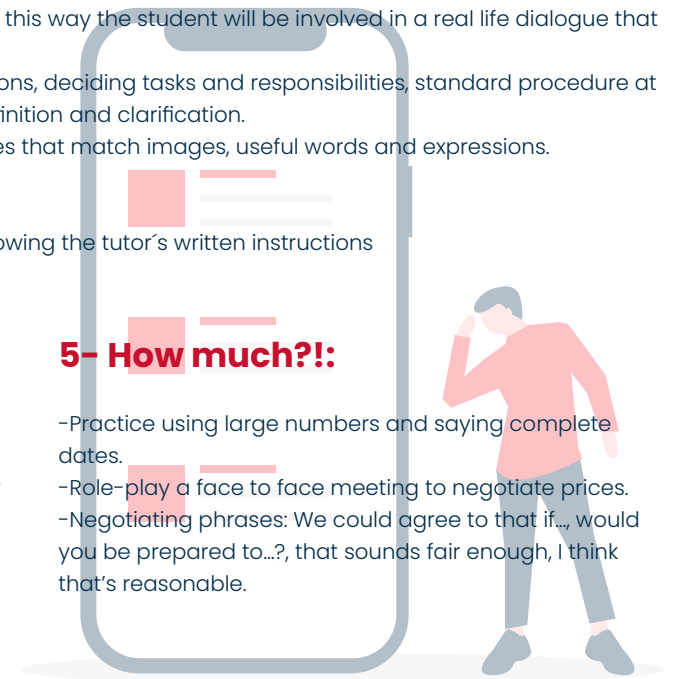 this way the student will be involved in a real life dialogue that
ons, deciding tasks and responsibilities, standard procedure at
finition and clarification.
es that match images, useful words and expressions.
owing the tutor´s written instructions
5- How much?!:
-Practice using large numbers and saying complete
dates.
-Role-play a face to face meeting to negotiate prices.
-Negotiating phrases: We could agree to that if..., would
you be prepared to...?, that sounds fair enough, I think
that’s reasonable.